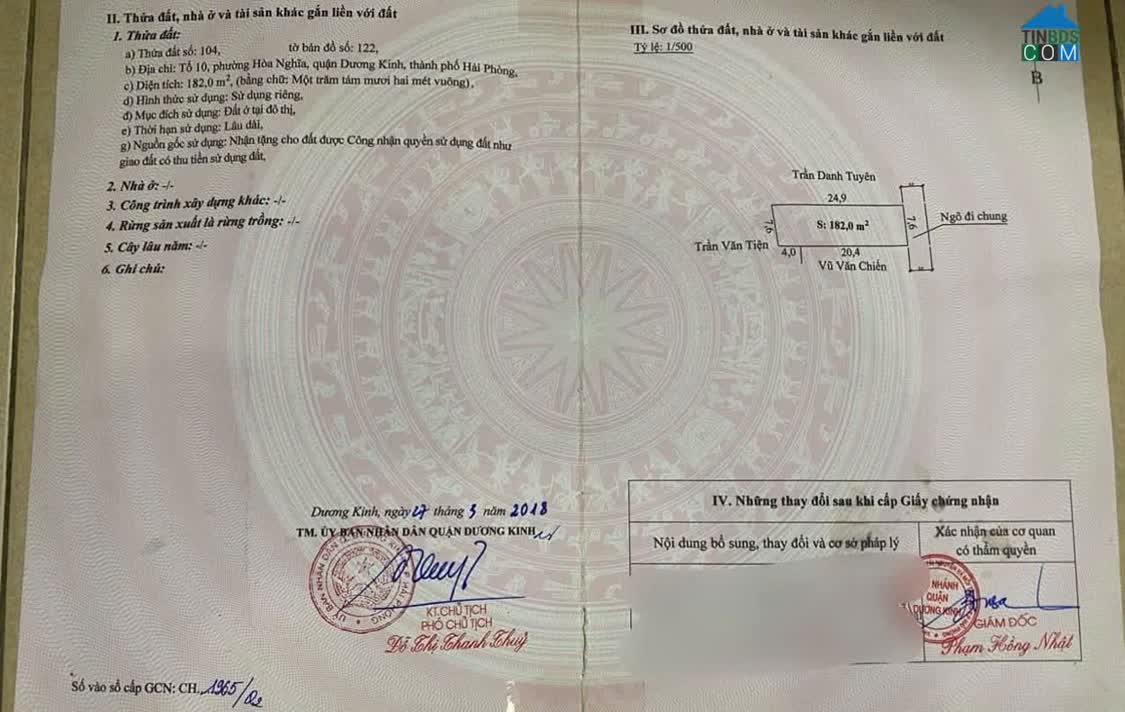 II. Thửa đất, nhà ở và tài sản khác gắn liền với đất
1. Thửa đất:
a) Thửa đất số: 104, tờ bản đồ số: 122,
b) Địa chỉ: Tổ 10, phường Hòa Nghĩa, quận Dương Kinh, thành phố Hải Phòng,
c) Diện tích: 182,0 m², (bằng chữ: Một trăm tám mươi hai mét vuông),
d) Hình thức sử dụng: Sử dụng riêng,
đ) Mục đích sử dụng: Đất ở tại đô thị,
e) Thời hạn sử dụng: Lâu dài,
g) Nguồn gốc sử dụng: Nhận tặng cho đất được Công nhận quyền sử dụng đất như
giao đất có thu tiền sử dụng đất,
2. Nhà ở: -/-
3. Công trình xây dựng khác: -/-
4. Rừng sản xuất là rừng trồng: -/-
5. Cây lâu năm: -/-
6. Ghi chú:
Dương Kinh, ngày 27 tháng 3 năm 2018
TM. ỦY BAN NHÂN DÂN QUẬN DƯƠNG KINH
KT.CHỦ TỊCH
PHÓ CHỦ TỊCH
Đỗ Thị Thanh Thuỷ
Số vào sổ cấp GCN: CH. 1965/
III. Sơ đồ thửa đất, nhà ở và tài sản khác gắn liền với đất
Tỷ lệ: 1/500
TINBDS
COM
B
Trần Danh Tuyên
24,9
7,6
S: 182,0 m²
7,6
Ngõ đi chung
Trần Văn Tiện
4,0
20,4
Vũ Văn Chiến
IV. Những thay đổi sau khi cấp Giấy chứng nhận
Nội dung bổ sung, thay đổi và cơ sở pháp lý
Xác nhận của cơ quan
có thẩm quyền
NHÁNH
QUẬN
DƯƠNG KINH
GIÁM ĐỐC
Phạm Hồng Nhật